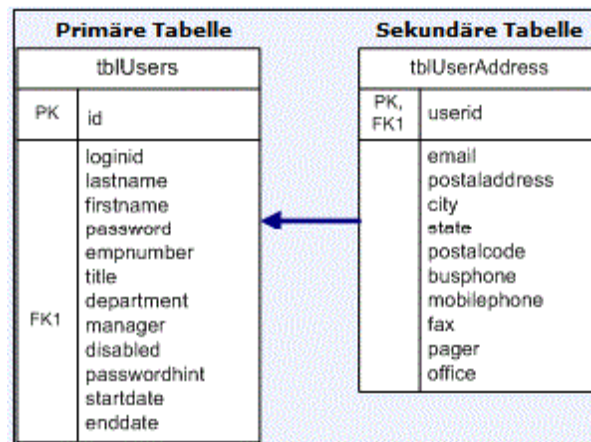 Primäre Tabelle
tblUsers
PK
id
loginid
lastname
firstname
password
empnumber
title
department
FK1
manager
disabled
passwordhint
startdate
enddate
Sekundäre Tabelle
tblUserAddress
PK,
FK1
userid
email
postaladdress
city
state
postalcode
busphone
mobilephone
fax
pager
office